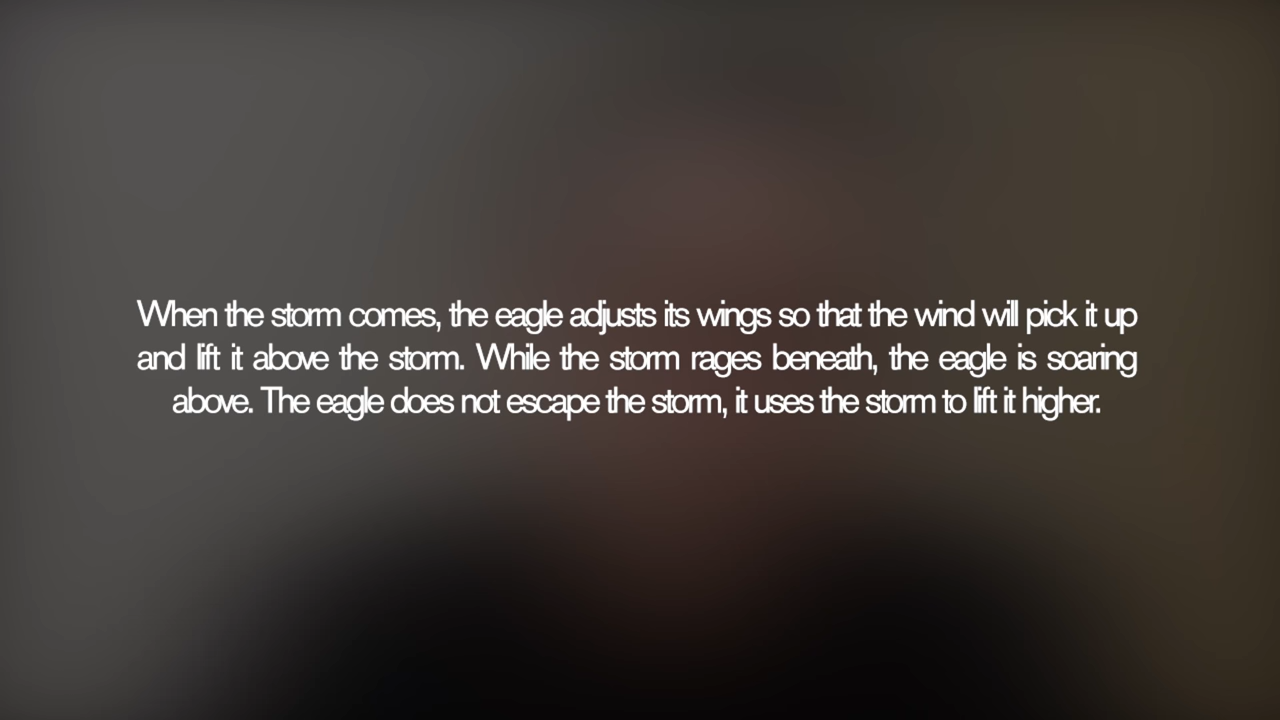 When the storm comes, the eagle adjusts its wings so that the wind will pick it up
and lift it above the storm. While the storm rages beneath, the eagle is soaring
above. The eagle does not escape the storm, it uses the storm to lift it higher.